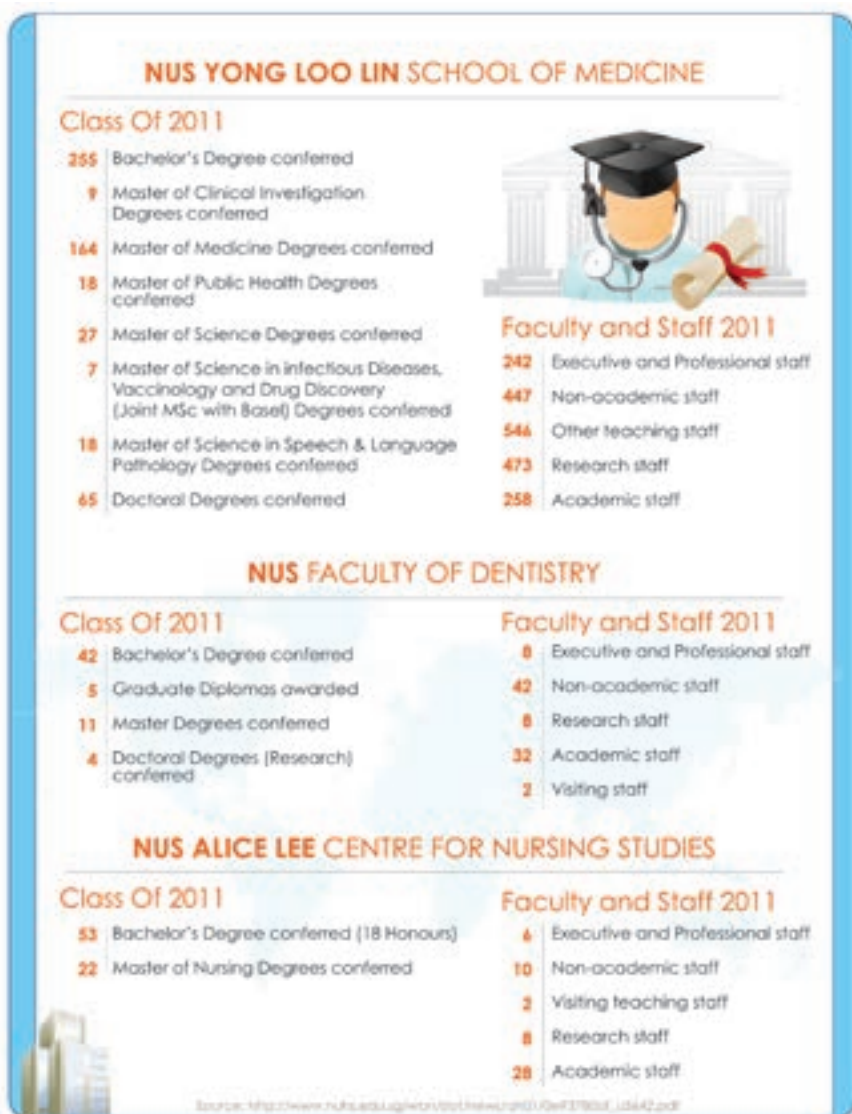 NUS YONG LOO LIN SCHOOL OF MEDICINE
Class Of 2011
255 Bachelor's Degree conferred
9 Master of Clinical Investigation
Degrees conferred
164 Master of Medicine Degrees conferred
18 Master of Public Health Degrees
conferred
27 Master of Science Degrees conferred
7 Master of Science in infectious Diseases,
Vaccinology and Drug Discovery
(Joint MSc with Basel) Degrees conferred
18 Master of Science in Speech & Language
Pathology Degrees conferred
65 Doctoral Degrees conferred
Faculty and Staff 2011
242 Executive and Professional staff
447 Non-academic staff
546 Other teaching staff
473 Research staff
258 Academic staff
NUS FACULTY OF DENTISTRY
Class Of 2011
42 Bachelor's Degree conferred
5 Graduate Diplomas awarded
11 Master Degrees conferred
4 Doctoral Degrees (Research)
conferred
Faculty and Staff 2011
8 Executive and Professional staff
42 Non-academic staff
8 Research staff
32 Academic staff
2 Visiting staff
NUS ALICE LEE CENTRE FOR NURSING STUDIES
Class Of 2011
53 Bachelor's Degree conferred (18 Honours)
22 Master of Nursing Degrees conferred
Faculty and Staff 2011
6 Executive and Professional staff
10 Non-academic staff
2 Visiting teaching staff
8 Research staff
28 Academic staff
Source: